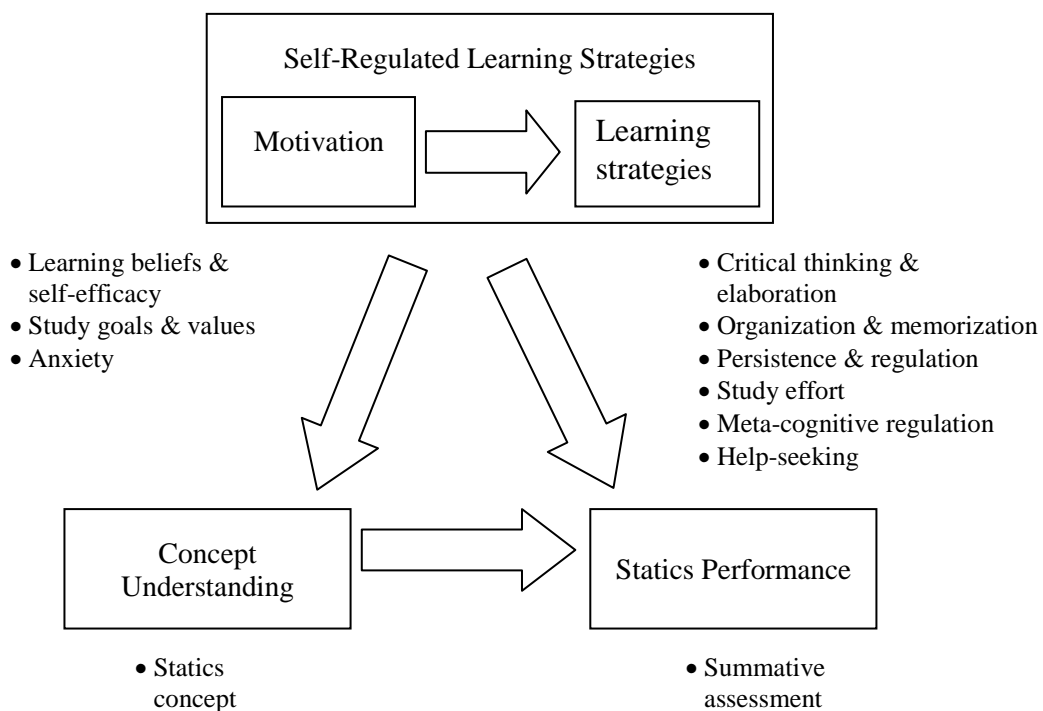 Self-Regulated Learning Strategies
Motivation
Learning
strategies
• Learning beliefs &
self-efficacy
• Study goals & values
• Anxiety
• Critical thinking &
elaboration
• Organization & memorization
• Persistence & regulation
• Study effort
• Meta-cognitive regulation
• Help-seeking
Concept
Understanding
Statics Performance
• Statics
concept
• Summative
assessment